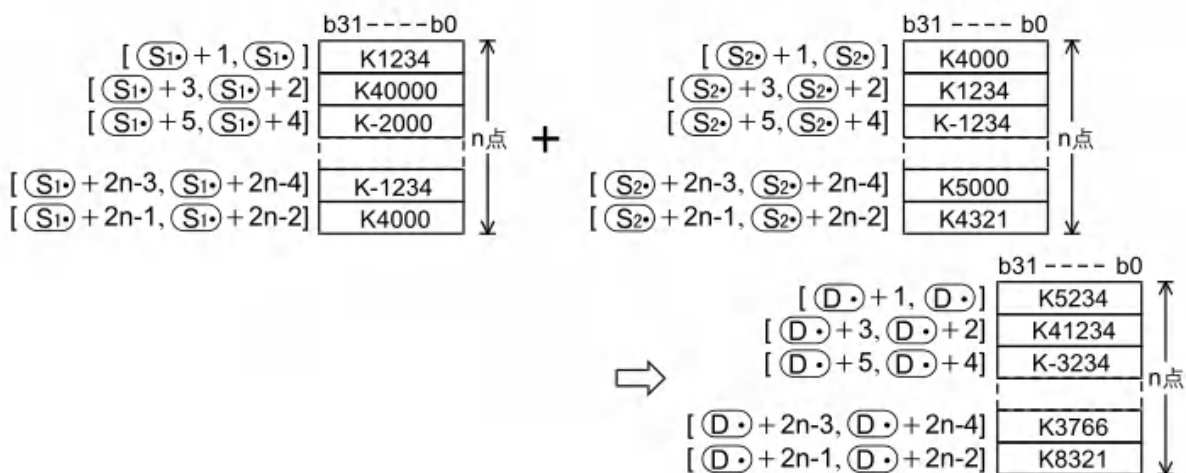 b31 ---- b0
[ (S1•) + 1, (S1•) ] K1234
[ (S1•) + 3, (S1•) + 2] K40000
[ (S1•) + 5, (S1•) + 4] K-2000
n点
[ (S1•) + 2n-3, (S1•) + 2n-4] K-1234
[ (S1•) + 2n-1, (S1•) + 2n-2] K4000
+
b31 ---- b0
[ (S2•) + 1, (S2•) ] K4000
[ (S2•) + 3, (S2•) + 2] K1234
[ (S2•) + 5, (S2•) + 4] K-1234
n点
[ (S2•) + 2n-3, (S2•) + 2n-4] K5000
[ (S2•) + 2n-1, (S2•) + 2n-2] K4321
b31 ---- b0
[ (D •) + 1, (D •) ] K5234
[ (D •) + 3, (D •) + 2] K41234
[ (D •) + 5, (D •) + 4] K-3234
n点
[ (D •) + 2n-3, (D •) + 2n-4] K3766
[ (D •) + 2n-1, (D •) + 2n-2] K8321